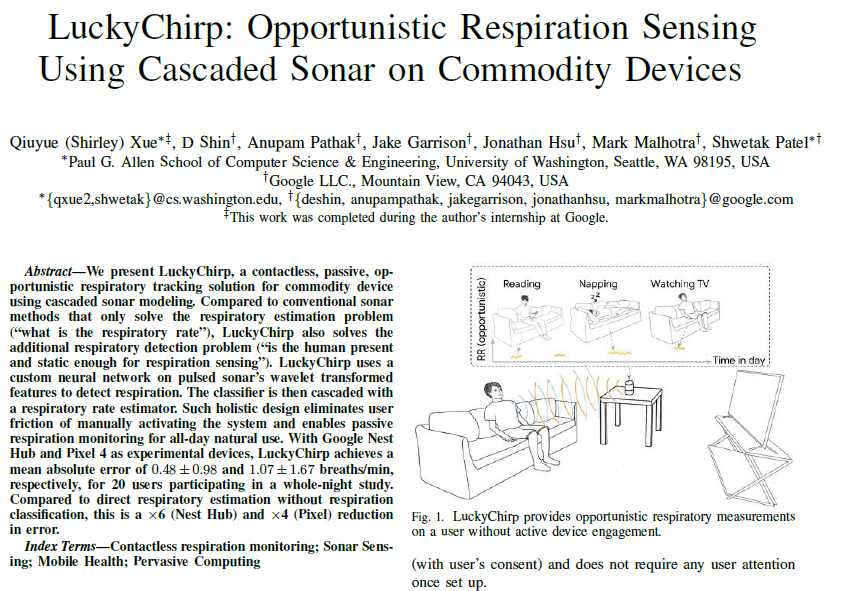 LuckyChirp: Opportunistic Respiration Sensing
Using Cascaded Sonar on Commodity Devices
Qiuyue (Shirley) Xue*‡, D Shin†, Anupam Pathak†, Jake Garrison†, Jonathan Hsu†, Mark Malhotra†, Shwetak Patel*†
*Paul G. Allen School of Computer Science & Engineering, University of Washington, Seattle, WA 98195, USA
†Google LLC., Mountain View, CA 94043, USA
*{qxue2,shwetak}@cs.washington.edu, †{deshin, anupampathak, jakegarrison, jonathanhsu, markmalhotra}@google.com
‡This work was completed during the author's internship at Google.
Abstract—We present LuckyChirp, a contactless, passive, op-
portunistic respiratory tracking solution for commodity device
using cascaded sonar modeling. Compared to conventional sonar
methods that only solve the respiratory estimation problem
("what is the respiratory rate"), LuckyChirp also solves the
additional respiratory detection problem ("is the human present
and static enough for respiration sensing"). LuckyChirp uses a
custom neural network on pulsed sonar's wavelet transformed
features to detect respiration. The classifier is then cascaded with
a respiratory rate estimator. Such holistic design eliminates user
friction of manually activating the system and enables passive
respiration monitoring for all-day natural use. With Google Nest
Hub and Pixel 4 as experimental devices, LuckyChirp achieves a
mean absolute error of 0.48±0.98 and 1.07±1.67 breaths/min,
respectively, for 20 users participating in a whole-night study.
Compared to direct respiratory estimation without respiration
classification, this is a ×6 (Nest Hub) and ×4 (Pixel) reduction
in error.
Index Terms—Contactless respiration monitoring; Sonar Sens-
ing; Mobile Health; Pervasive Computing
RR (opportunistic)
Reading
Napping
Watching TV
zz
Time in day
Fig. 1. LuckyChirp provides opportunistic respiratory measurements
on a user without active device engagement.
(with user's consent) and does not require any user attention
once set up.